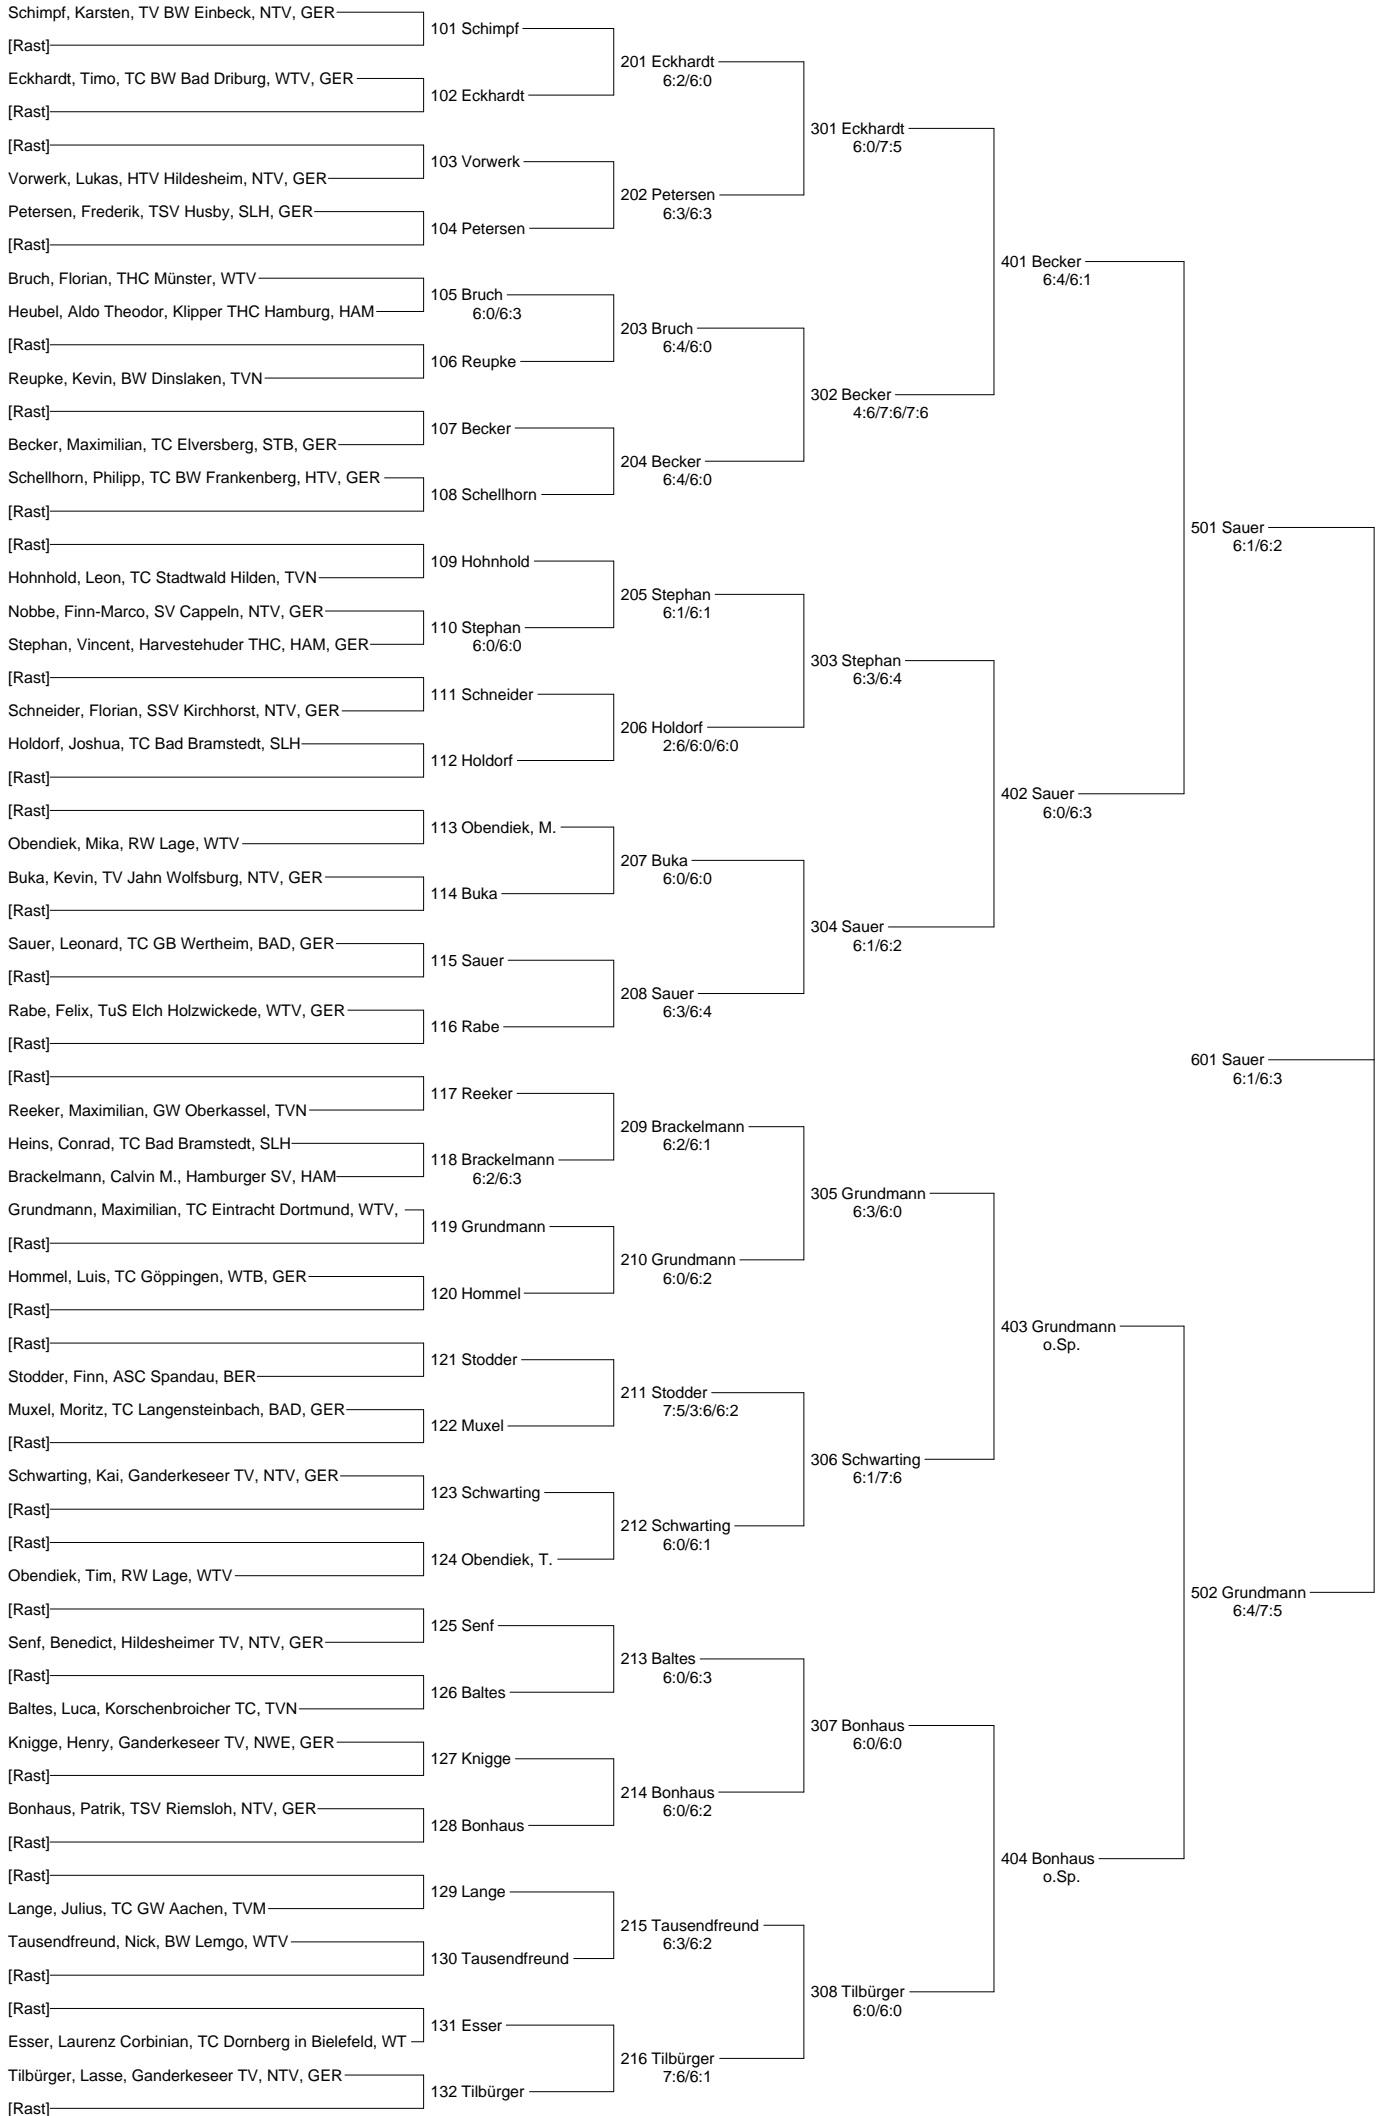 Schimpf, Karsten, TV BW Einbeck, NTV, GER
[Rast]
Eckhardt, Timo, TC BW Bad Driburg, WTV, GER
[Rast]
[Rast]
Vorwerk, Lukas, HTV Hildesheim, NTV, GER
Petersen, Frederik, TSV Husby, SLH, GER
[Rast]
Bruch, Florian, THC Münster, WTV
Heubel, Aldo Theodor, Klipper THC Hamburg, HAM
[Rast]
Reupke, Kevin, BW Dinslaken, TVN
[Rast]
Becker, Maximilian, TC Elversberg, STB, GER
Schellhorn, Philipp, TC BW Frankenberg, HTV, GER
[Rast]
[Rast]
Hohnhold, Leon, TC Stadtwald Hilden, TVN
Nobbe, Finn-Marco, SV Cappeln, NTV, GER
Stephan, Vincent, Harvestehuder THC, HAM, GER
[Rast]
Schneider, Florian, SSV Kirchhorst, NTV, GER
Holdorf, Joshua, TC Bad Bramstedt, SLH
[Rast]
[Rast]
Obendiek, Mika, RW Lage, WTV
Buka, Kevin, TV Jahn Wolfsburg, NTV, GER
[Rast]
Sauer, Leonard, TC GB Wertheim, BAD, GER
[Rast]
Rabe, Felix, TuS Elch Holzwickede, WTV, GER
[Rast]
[Rast]
Reeker, Maximilian, GW Oberkassel, TVN
Heins, Conrad, TC Bad Bramstedt, SLH
Brackelmann, Calvin M., Hamburger SV, HAM
Grundmann, Maximilian, TC Eintracht Dortmund, WTV,
[Rast]
Hommel, Luis, TC Göppingen, WTB, GER
[Rast]
[Rast]
Stodder, Finn, ASC Spandau, BER
Muxel, Moritz, TC Langensteinbach, BAD, GER
[Rast]
Schwarting, Kai, Ganderkeseer TV, NTV, GER
[Rast]
[Rast]
Obendiek, Tim, RW Lage, WTV
[Rast]
Senf, Benedict, Hildesheimer TV, NTV, GER
[Rast]
Baltes, Luca, Korschenbroicher TC, TVN
Knigge, Henry, Ganderkeseer TV, NWE, GER
[Rast]
Bonhaus, Patrik, TSV Riemsloh, NTV, GER
[Rast]
[Rast]
Lange, Julius, TC GW Aachen, TVM
Tausendfreund, Nick, BW Lemgo, WTV
[Rast]
[Rast]
Esser, Laurenz Corbinian, TC Dornberg in Bielefeld, WT
Tilbürger, Lasse, Ganderkeseer TV, NTV, GER
[Rast]
101 Schimpf
102 Eckhardt
103 Vorwerk
104 Petersen
105 Bruch
6:0/6:3
106 Reupke
107 Becker
108 Schellhorn
109 Hohnhold
110 Stephan
6:0/6:0
111 Schneider
112 Holdorf
113 Obendiek, M.
114 Buka
115 Sauer
116 Rabe
117 Reeker
118 Brackelmann
6:2/6:3
119 Grundmann
120 Hommel
121 Stodder
122 Muxel
123 Schwarting
124 Obendiek, T.
125 Senf
126 Baltes
127 Knigge
128 Bonhaus
129 Lange
130 Tausendfreund
131 Esser
132 Tilbürger
201 Eckhardt
6:2/6:0
202 Petersen
6:3/6:3
203 Bruch
6:4/6:0
204 Becker
6:4/6:0
205 Stephan
6:1/6:1
206 Holdorf
2:6/6:0/6:0
207 Buka
6:0/6:0
208 Sauer
6:3/6:4
209 Brackelmann
6:2/6:1
210 Grundmann
6:0/6:2
211 Stodder
7:5/3:6/6:2
212 Schwarting
6:0/6:1
213 Baltes
6:0/6:3
214 Bonhaus
6:0/6:2
215 Tausendfreund
6:3/6:2
216 Tilbürger
7:6/6:1
301 Eckhardt
6:0/7:5
302 Becker
4:6/7:6/7:6
303 Stephan
6:3/6:4
304 Sauer
6:1/6:2
305 Grundmann
6:3/6:0
306 Schwarting
6:1/7:6
307 Bonhaus
6:0/6:0
308 Tilbürger
6:0/6:0
401 Becker
6:4/6:1
402 Sauer
6:0/6:3
403 Grundmann
o.Sp.
404 Bonhaus
o.Sp.
501 Sauer
6:1/6:2
502 Grundmann
6:4/7:5
601 Sauer
6:1/6:3